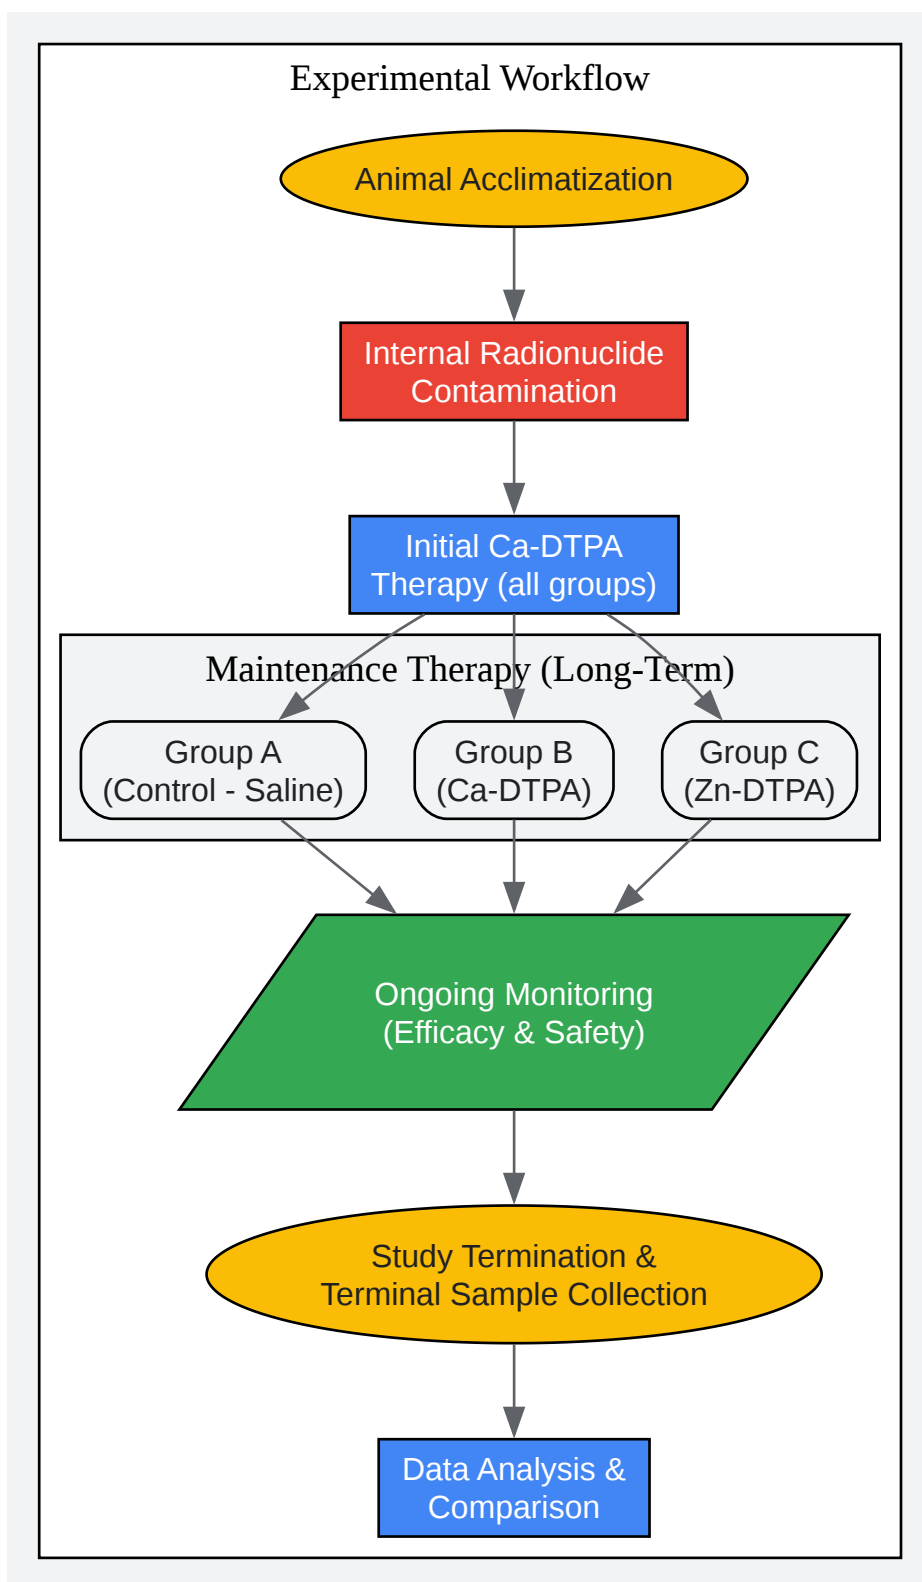 Experimental Workflow
Animal Acclimatization
Internal Radionuclide
Contamination
Initial Ca-DTPA
Therapy (all groups)
Maintenance Therapy (Long-Term)
Group A
(Control - Saline)
Group B
(Ca-DTPA)
Group C
(Zn-DTPA)
Ongoing Monitoring
(Efficacy & Safety)
Study Termination &
Terminal Sample Collection
Data Analysis &
Comparison